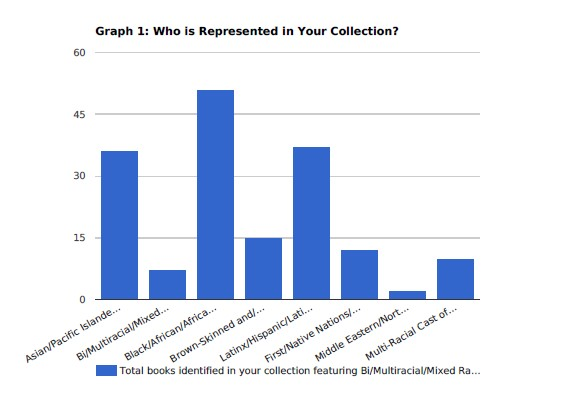 Graph 1: Who is Represented in Your Collection?
60
45
30
15
0
Asian/Pacific Islande...
Bi/Multiracial/Mixed...
Black/African/Africa...
Brown-Skinned and/...
Latinx/Hispanic/Lati...
First/Native Nations/...
Middle Eastern/Nort...
Multi-Racial Cast of...
Total books identified in your collection featuring Bi/Multiracial/Mixed Ra...